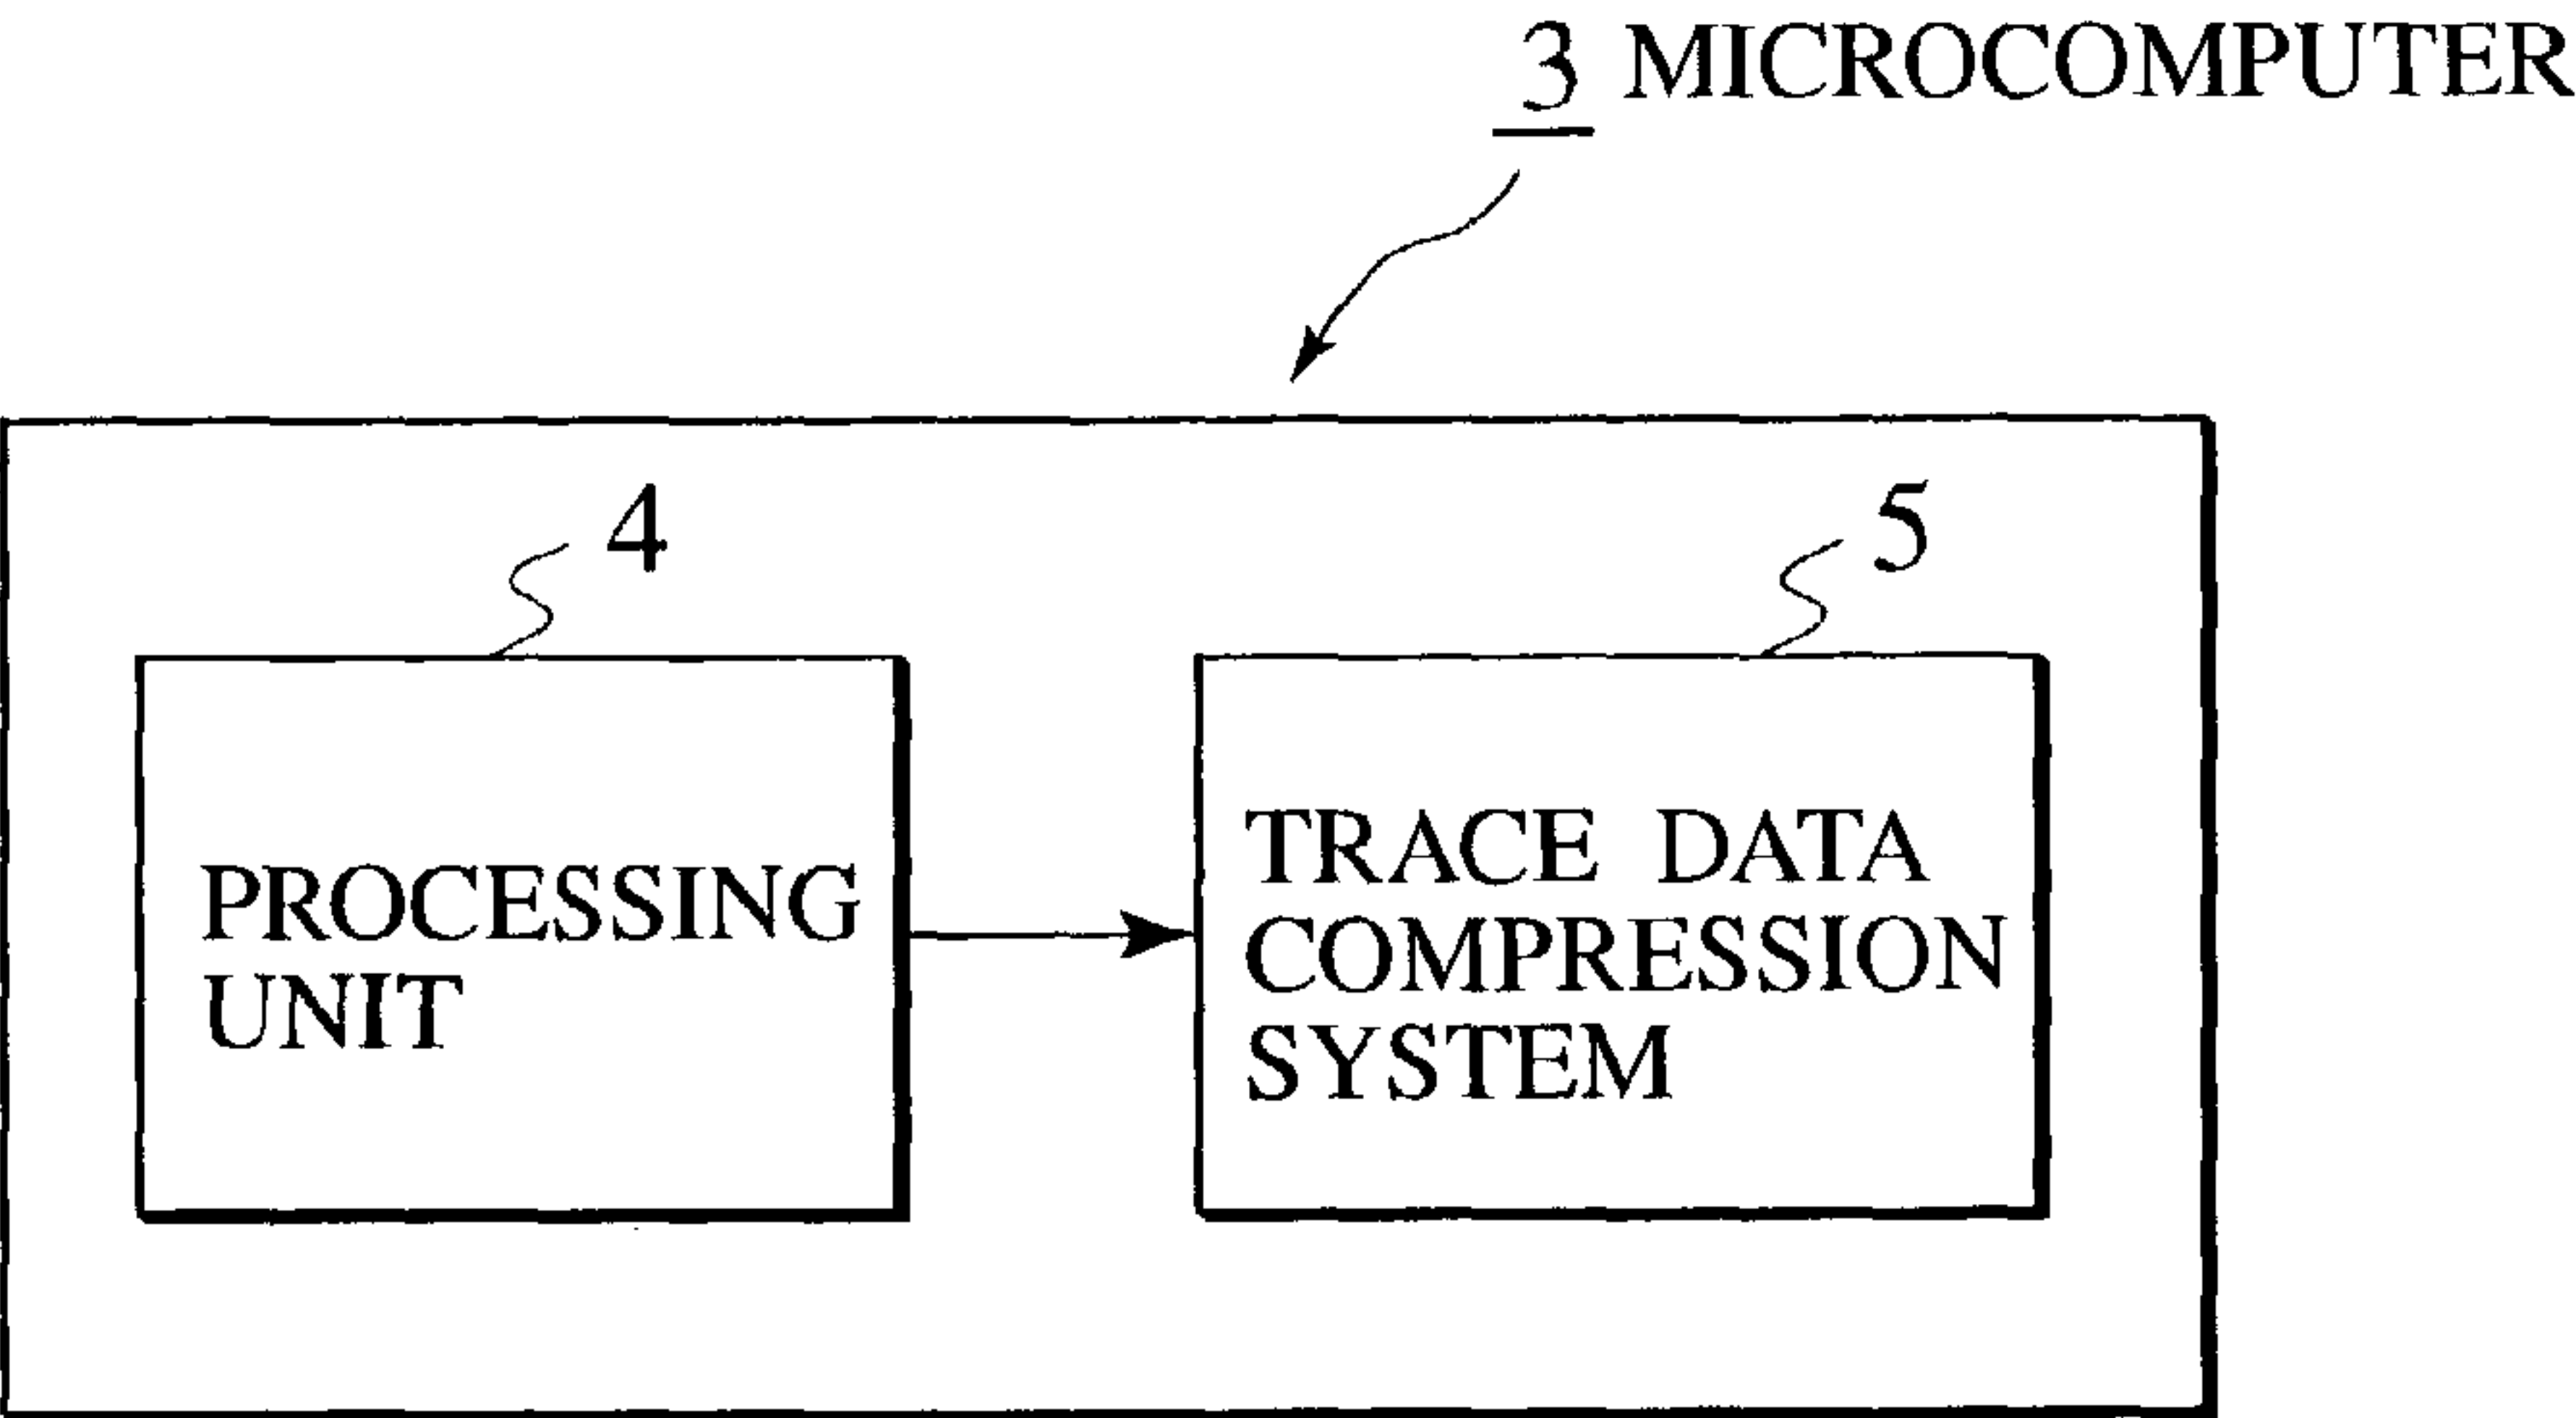 3 MICROCOMPUTER
4
5
PROCESSING
UNIT
TRACE DATA
COMPRESSION
SYSTEM